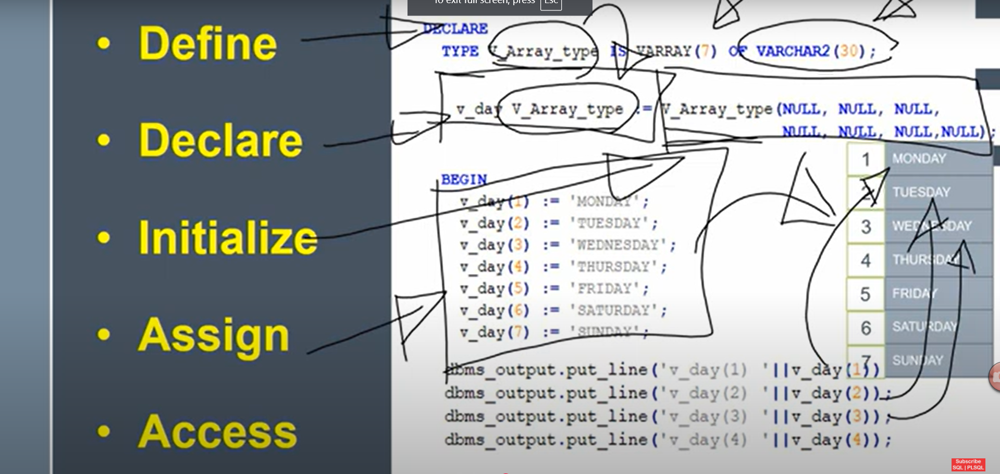 To exit full screen, press Esc
• Define
• Declare
• Initialize
• Assign
• Access
DECLARE
TYPE V_Array_type IS VARRAY(7) OF VARCHAR2(30);
v_day V_Array_type := V_Array_type(NULL, NULL, NULL,
NULL, NULL, NULL,NULL);
BEGIN
v_day(1) := 'MONDAY';
v_day(2) := 'TUESDAY';
v_day(3) := 'WEDNESDAY';
v_day(4) := 'THURSDAY';
v_day(5) := 'FRIDAY';
v_day(6) := 'SATURDAY';
v_day(7) := 'SUNDAY';
1 MONDAY
2 TUESDAY
3 WEDNESDAY
4 THURSDAY
5 FRIDAY
6 SATURDAY
7 SUNDAY
dbms_output.put_line('v_day(1) '||v_day(1))
dbms_output.put_line('v_day(2) '||v_day(2));
dbms_output.put_line('v_day(3) '||v_day(3));
dbms_output.put_line('v_day(4) '||v_day(4));
Subscribe
SQL | PLSQL